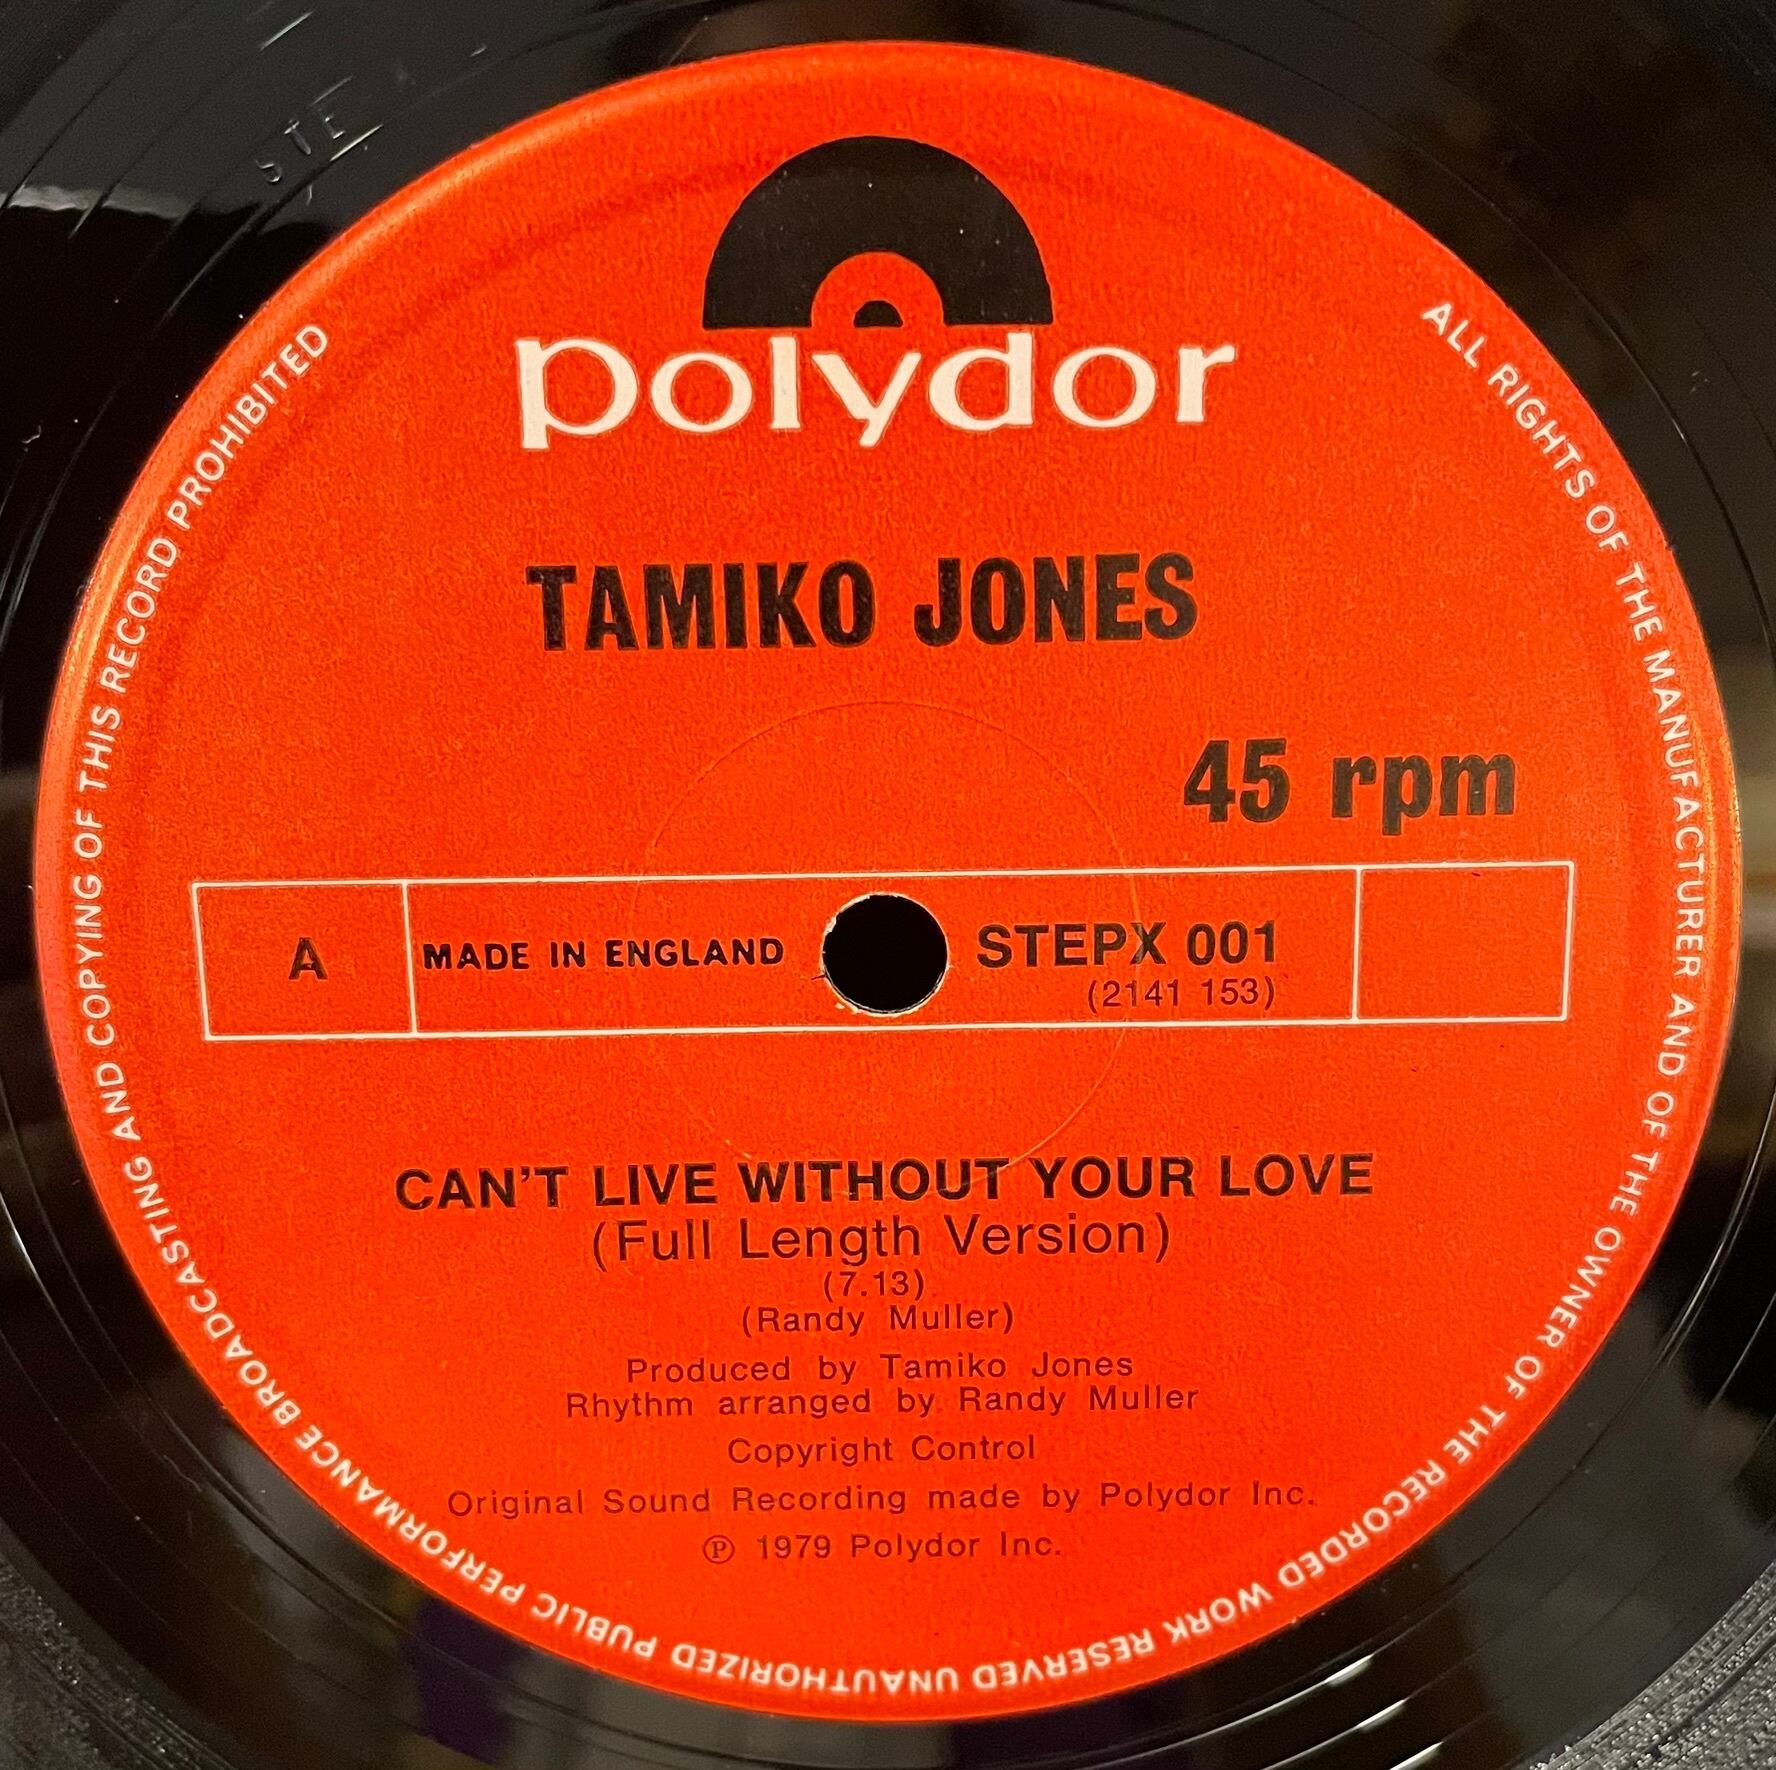 STE
polydor
TAMIKO JONES
45 rpm
A
MADE IN ENGLAND
STEPX 001
(2141 153)
CAN'T LIVE WITHOUT YOUR LOVE
(Full Length Version)
(7.13)
(Randy Muller)
Produced by Tamiko Jones
Rhythm arranged by Randy Muller
Copyright Control
Original Sound Recording made by Polydor Inc.
Ⓟ 1979 Polydor Inc.
ALL RIGHTS OF THE MANUFACTURER AND OF THE OWNER OF THE RECORDED WORK RESERVED UNAUTHORIZED PUBLIC PERFORMANCE BROADCASTING AND COPYING OF THIS RECORD PROHIBITED